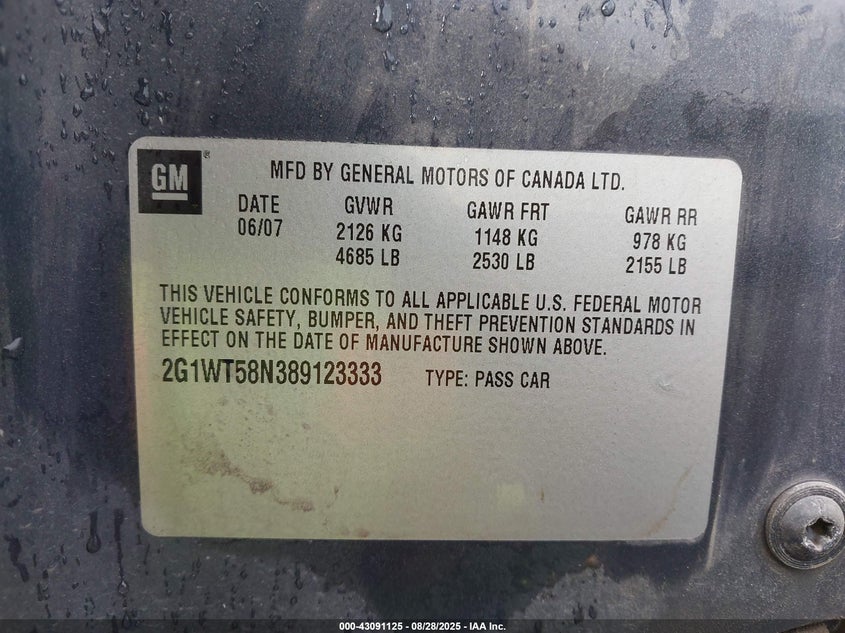 GM®
MFD BY GENERAL MOTORS OF CANADA LTD.
DATE GVWR GAWR FRT GAWR RR
06/07 2126 KG 1148 KG 978 KG
4685 LB 2530 LB 2155 LB
THIS VEHICLE CONFORMS TO ALL APPLICABLE U.S. FEDERAL MOTOR
VEHICLE SAFETY, BUMPER, AND THEFT PREVENTION STANDARDS IN
EFFECT ON THE DATE OF MANUFACTURE SHOWN ABOVE.
2G1WT58N389123333 TYPE: PASS CAR
000-43091125 - 08/28/2025 - IAA Inc.